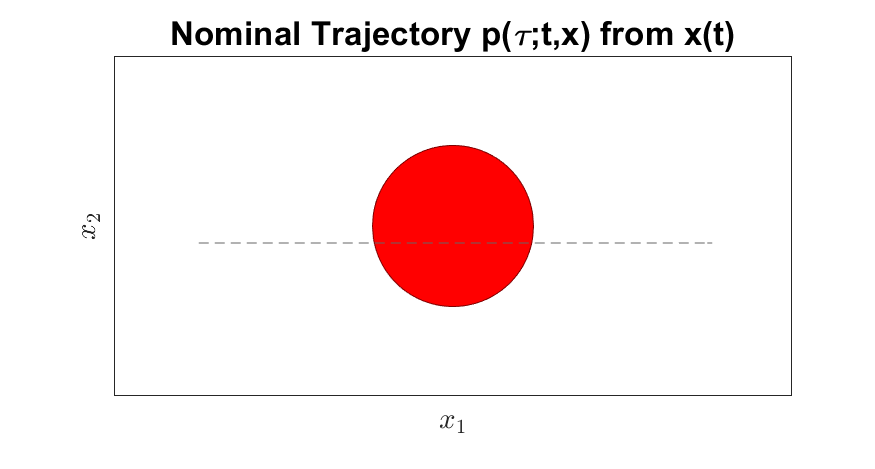 Nominal Trajectory p(τ;t,x) from x(t)
x₂
x₁